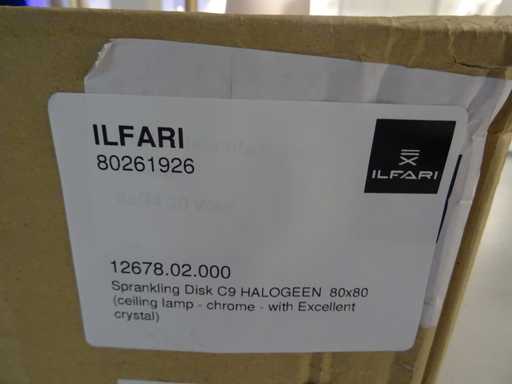 ILFARI
80261926
ILFARI
12678.02.000
Sprankling Disk C9 HALOGEEN 80x80
(ceiling lamp - chrome - with Excellent
crystal)